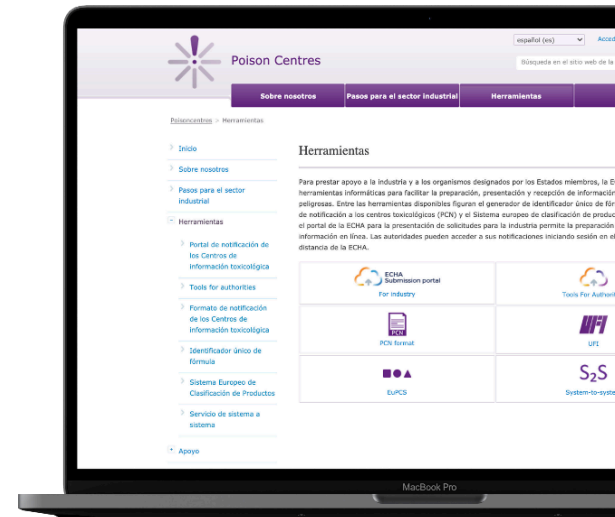 español (es)
Acced
Poison Centres
Búsqueda en el sitio web de la
Sobre nosotros
Pasos para el sector industrial
Herramientas
Poisoncentres > Herramientas
Inicio
Sobre nosotros
Pasos para el sector
industrial
Herramientas
Portal de notificación de
los Centros de
información toxicológica
Tools for authorities
Formato de notificación
de los Centros de
información toxicológica
Identificador único de
fórmula
Sistema Europeo de
Clasificación de Productos
Servicio de sistema a
sistema
Apoyo
Herramientas
Para prestar apoyo a la industria y a los organismos designados por los Estados miembros, la E
herramientas informáticas para facilitar la preparación, presentación y recepción de información
peligrosas. Entre las herramientas disponibles figuran el generador de identificador único de fór
de notificación a los centros toxicológicos (PCN) y el Sistema europeo de clasificación de produc
el portal de la ECHA para la presentación de solicitudes para la industria permite la preparación
información en línea. Las autoridades pueden acceder a sus notificaciones iniciando sesión en el
distancia de la ECHA.
ECHA
Submission portal
For industry
Tools For Authorit
PCN
PCN format
UFI
UFI
EuPCS
S2S
System-to-syste
MacBook Pro